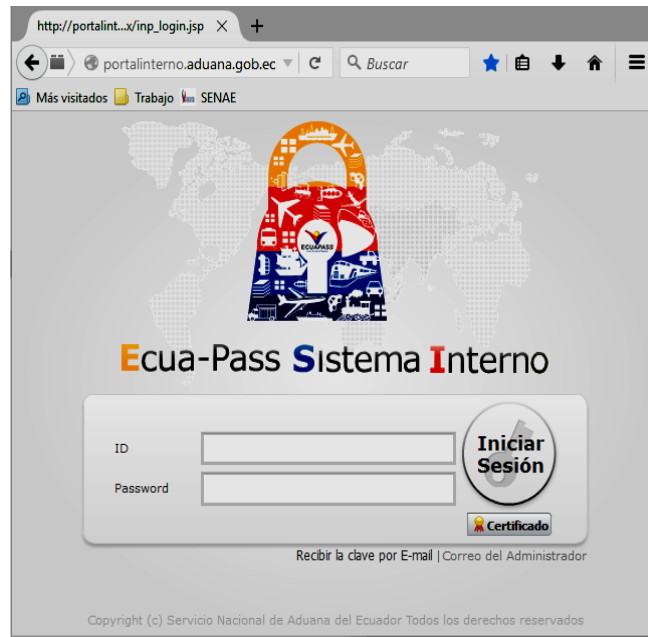 http://portalint...x/inp_login.jsp
portalinterno.aduana.gob.ec
Buscar
Más visitados Trabajo SENAE
ECUAPASS
Ecua-Pass Sistema Interno
ID
Iniciar
Sesión
Password
Certificado
Recibir la clave por E-mail | Correo del Administrador
Copyright (c) Servicio Nacional de Aduana del Ecuador Todos los derechos reservados